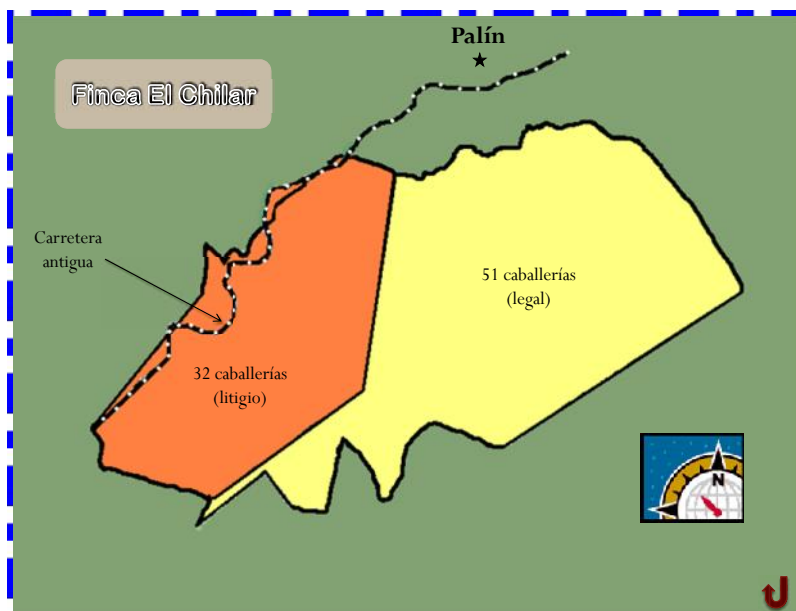 Palín
Finca El Chilar
Carretera
antigua
51 caballerías
(legal)
32 caballerías
(litigio)
N